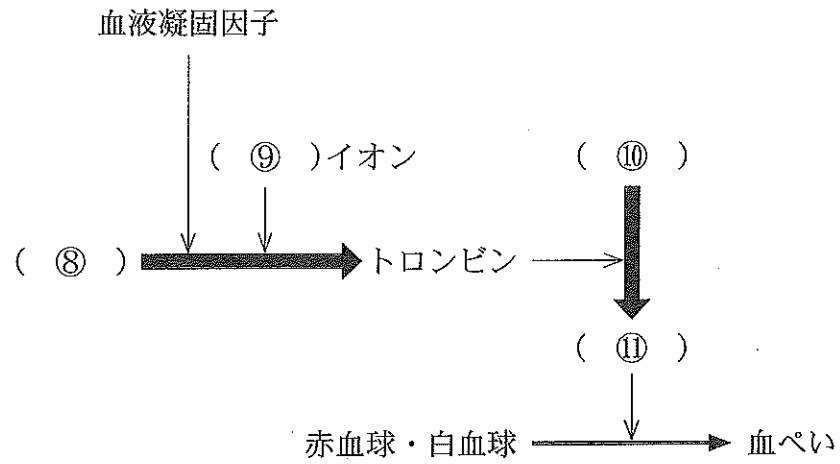 血液凝固因子
( ⑨ )イオン
( ⑩ )
( ⑧ )
トロンビン
( ⑪ )
赤血球・白血球
血ぺい